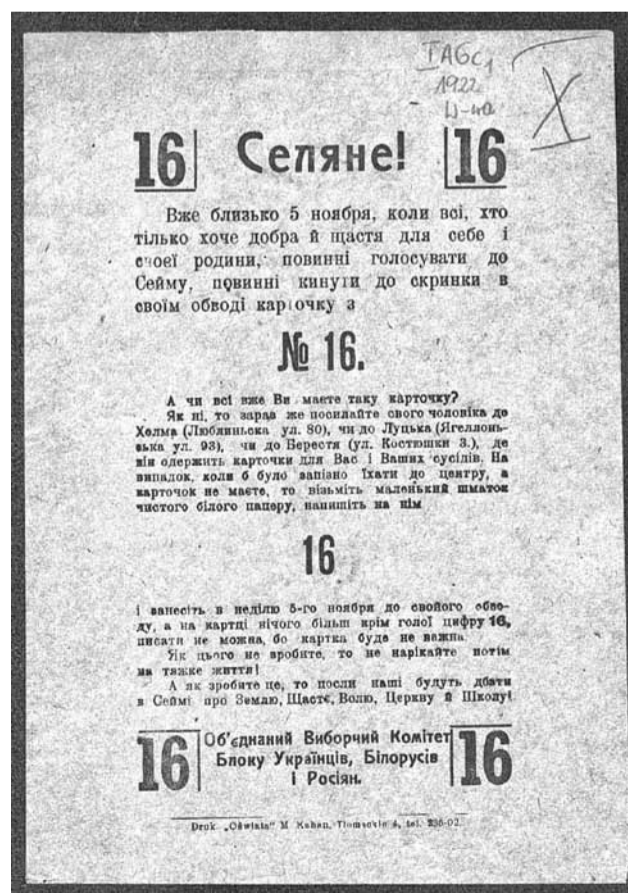 ІАGc1
1922
16 Селяне! 16
Вже близько 5 ноября, коли всі, хто
тілько хоче добра й щастя для себе і
своєї родини, повинні голосувати до
Сейму, повинні кинути до скринки в
своїм обводі карточку з
№ 16.
А чи всі вже Ви маєте таку карточку?
Як ні, то зараз же посилайте свого чоловіка до
Холма (Люблиньска ул. 80), чи до Луцька (Ягеллонь-
ська ул. 93), чи до Берестя (ул. Костюшки 3.), де
він одержить карточки для Вас і Ваших сусілів. На
випадок, коли б було запізно їхати до центру, а
карточок не маєте, то візьміть маленький шматок
чистого білого паперу, напишіть на нім
16
і занесіть в неділю 5-го ноября до свойого обво-
ду, а на картці нічого більш крім голої цифру 16,
писати не можна, бо картка буде не важна.
Як цього не зробите, то не нарікайте потім
на тяжке життя!
А як зробите це, то посли наші будуть дбати
в Сеймі про Землю, Щастє, Волю, Церкву й Школу!
16 Об'єднаний Виборчий Комітет 16
Блоку Українців, Білорусів
і Росіян.
Druk „Oświata" M. Kahan, Tłomackie 4, tel. 236-02.